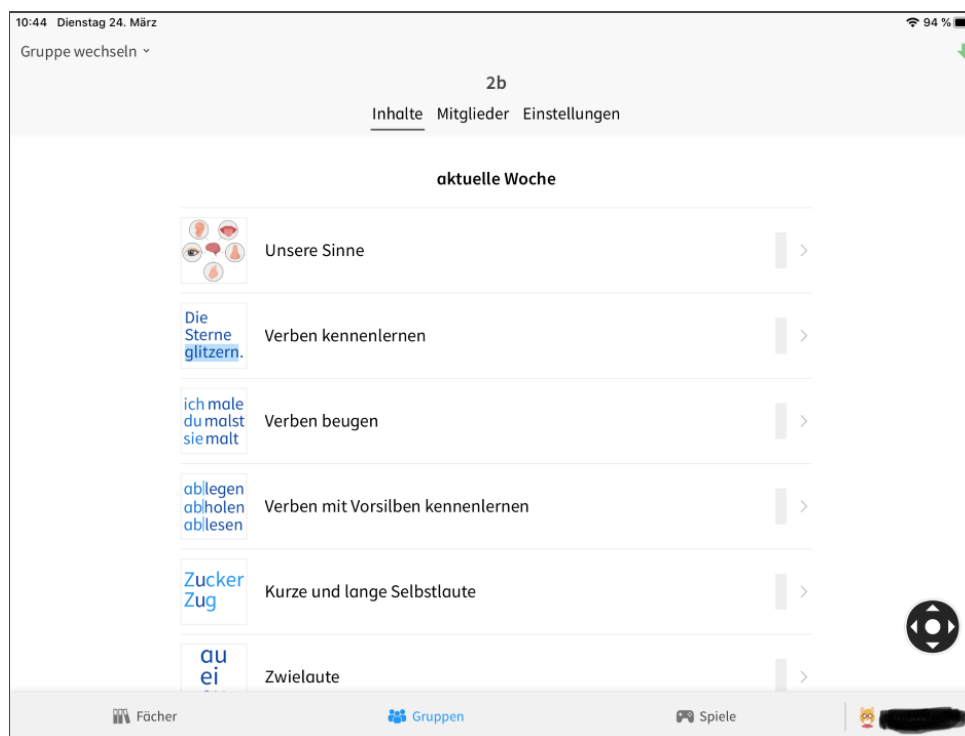 10:44 Dienstag 24. März
94 %
Gruppe wechseln
2b
Inhalte Mitglieder Einstellungen
aktuelle Woche
Unsere Sinne
Die
Sterne
glitzern.
Verben kennenlernen
ich male
du malst
sie malt
Verben beugen
ab|legen
ab|holen
ab|lesen
Verben mit Vorsilben kennenlernen
Zucker
Zug
Kurze und lange Selbstlaute
au
ei
Zwielaute
Fächer
Gruppen
Spiele